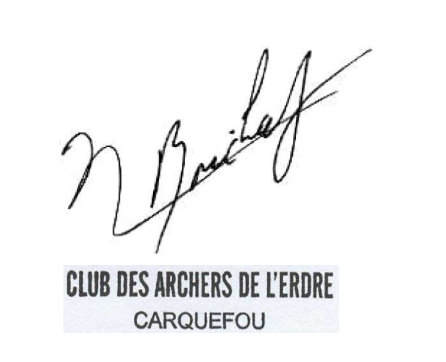 CLUB DES ARCHERS DE L'ERDRE
CARQUEFOU